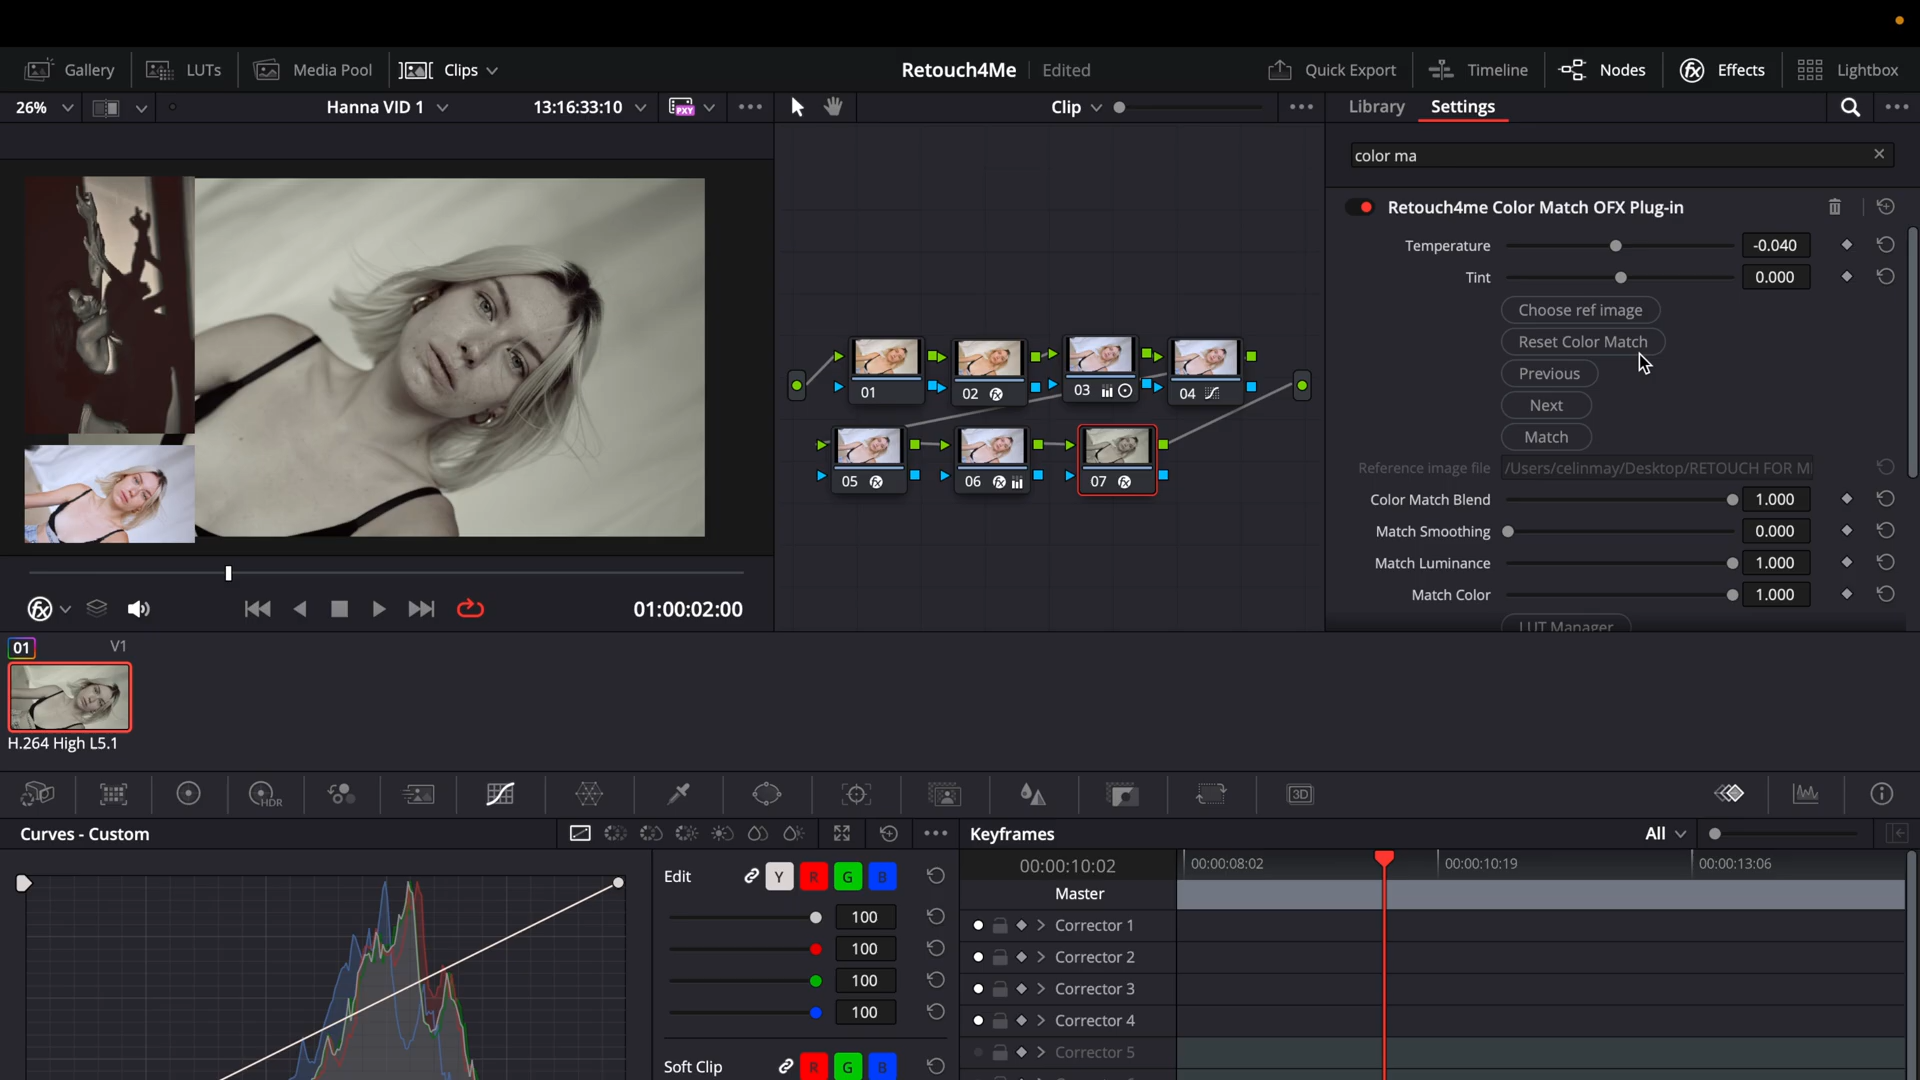 Gallery LUTs Media Pool Clips Retouch4Me Edited Quick Export Timeline Nodes Effects Lightbox
26% Hanna VID 1 13:16:33:10 PXY Clip Library Settings
color ma
Retouch4me Color Match OFX Plug-in
Temperature -0.040
Tint 0.000
Choose ref image
Reset Color Match
Previous
Next
Match
Reference image file /Users/celinmay/Desktop/RETOUCH FOR M
Color Match Blend 1.000
Match Smoothing 0.000
Match Luminance 1.000
Match Color 1.000
LUT Manager
01 02 03 04
05 06 07
01:00:02:00
01 V1
H.264 High L5.1
HDR 3D
Curves - Custom
Edit Y R G B
100
100
100
100
Soft Clip R G B
Keyframes All
00:00:10:02 00:00:08:02 00:00:10:19 00:00:13:06
Master
Corrector 1
Corrector 2
Corrector 3
Corrector 4
Corrector 5